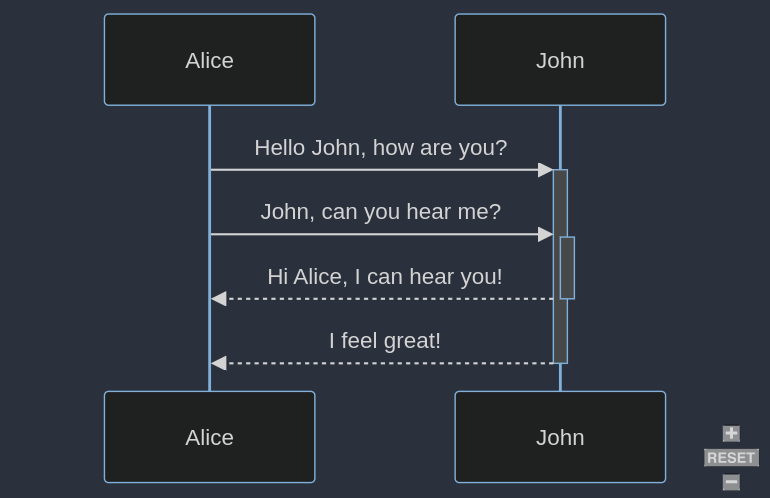 Alice
John
Hello John, how are you?
John, can you hear me?
Hi Alice, I can hear you!
I feel great!
Alice
John
+
RESET
−